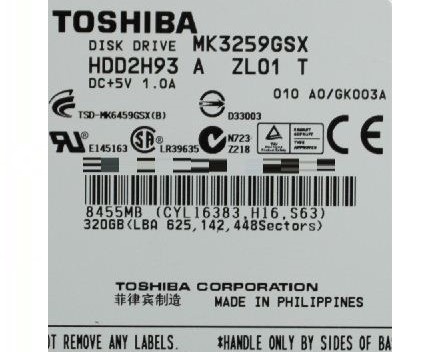 TOSHIBA
DISK DRIVE MK3259GSX
HDD2H93 A ZL01 T
DC+5V 1.0A
010 A0/GK003A
TSD-MK6459GSX(B)
D33003
E145163
LR39635
N723
Z218
8455MB (CYL16383,H16,S63)
320GB(LBA 625,142,448Sectors)
TOSHIBA CORPORATION
菲律宾制造 MADE IN PHILIPPINES
OT REMOVE ANY LABELS. *HANDLE ONLY BY SIDES OF BA